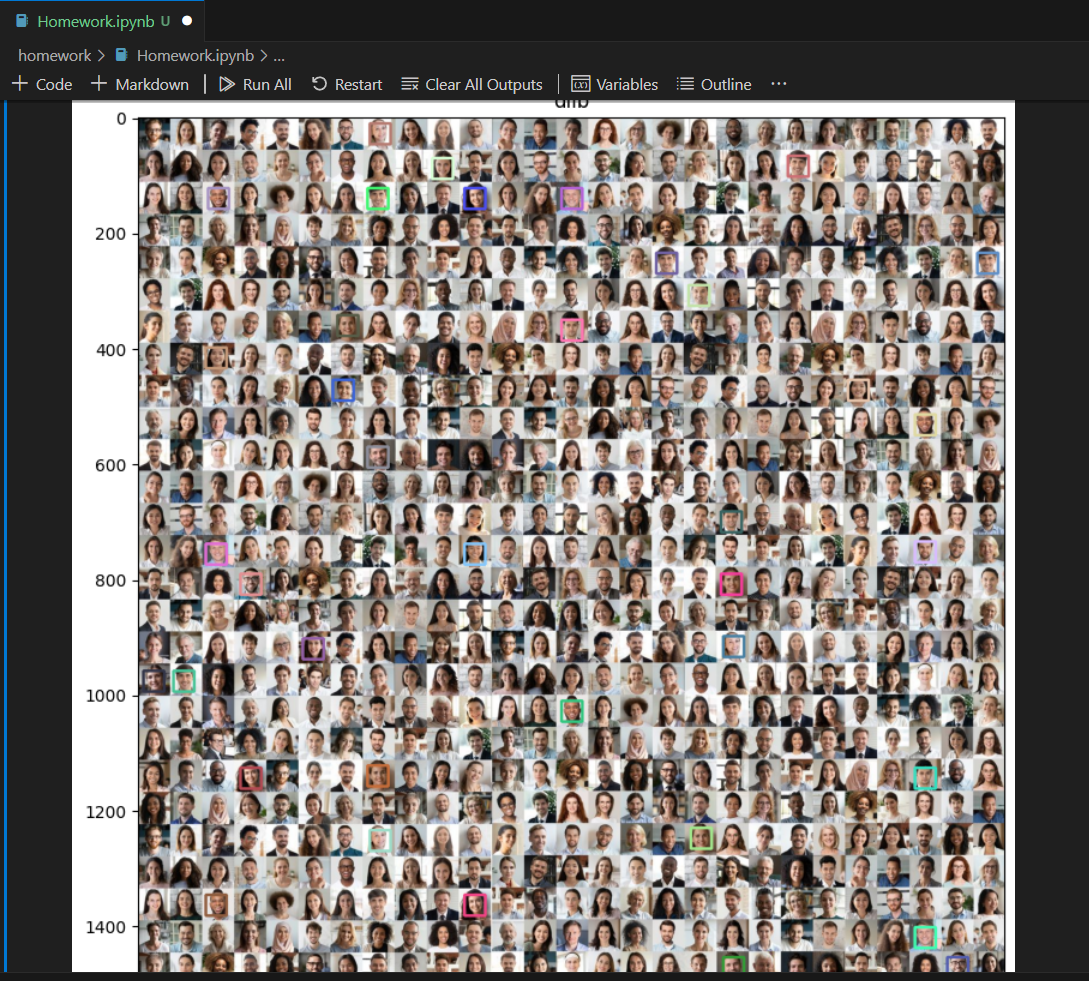 Homework.ipynb U
homework > Homework.ipynb > ...
+ Code + Markdown Run All Restart Clear All Outputs Variables Outline ...
0
200
400
600
800
1000
1200
1400